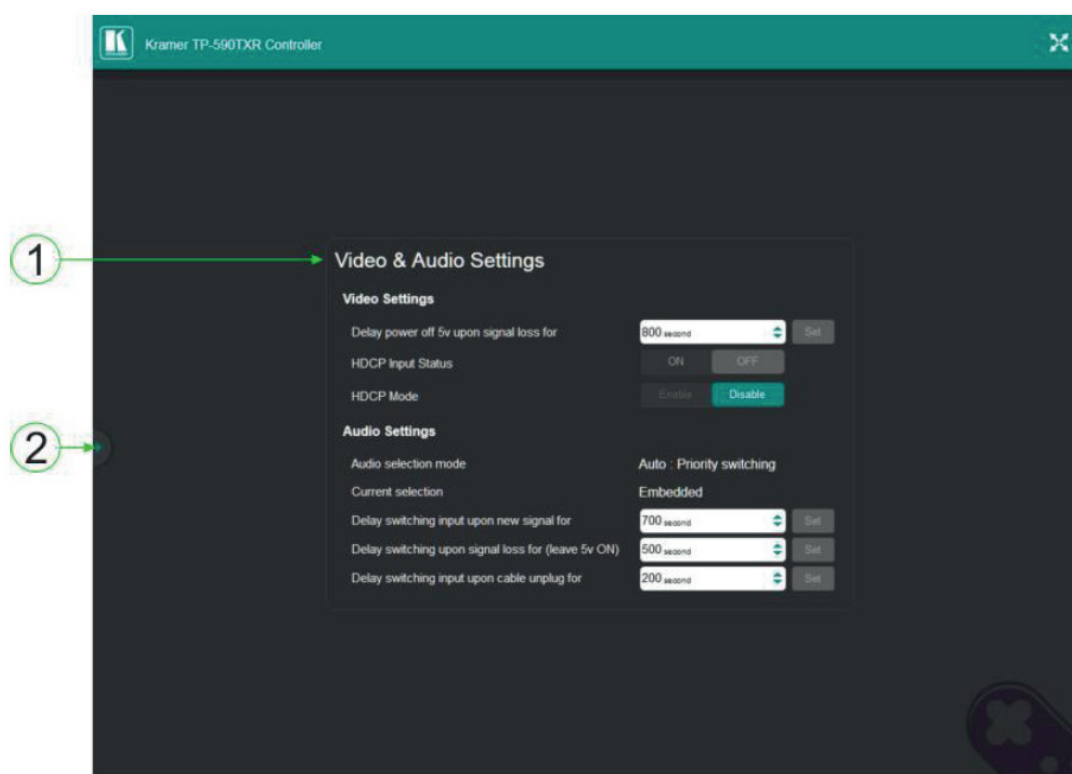 Kramer TP-590TXR Controller
1
Video & Audio Settings
Video Settings
Delay power off 5v upon signal loss for 800 second Set
HDCP Input Status ON OFF
HDCP Mode Enable Disable
2
Audio Settings
Audio selection mode Auto : Priority switching
Current selection Embedded
Delay switching input upon new signal for 700 second Set
Delay switching upon signal loss for (leave 5v ON) 500 second Set
Delay switching input upon cable unplug for 200 second Set